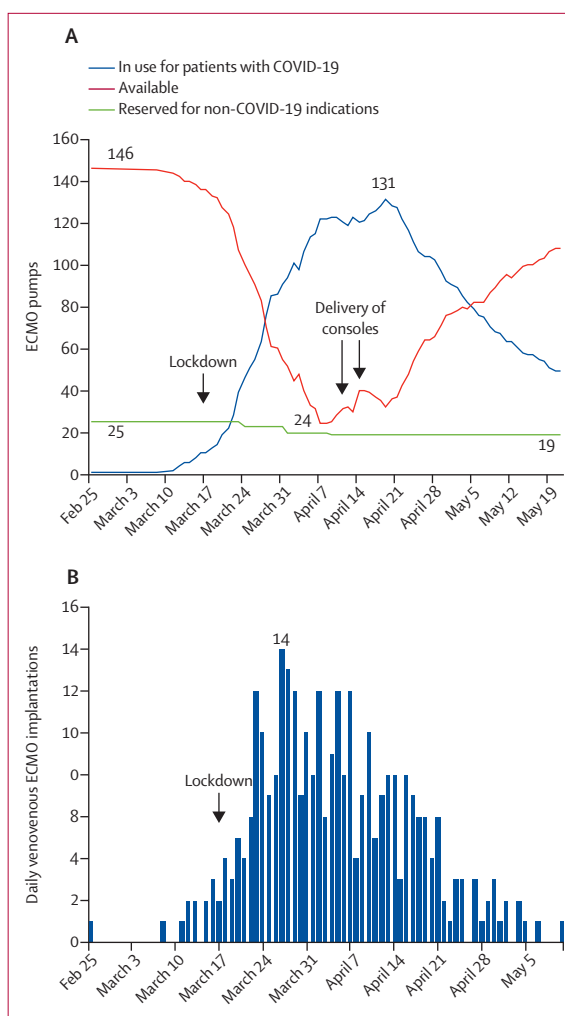 A
In use for patients with COVID-19
Available
Reserved for non-COVID-19 indications
160
140
120
100
80
60
40
20
0
ECMO pumps
146
131
Delivery of
consoles
Lockdown
25
24
19
Feb 25
March 3
March 10
March 17
March 24
March 31
April 7
April 14
April 21
April 28
May 5
May 12
May 19
B
16
14
12
10
0
8
4
2
0
Daily venovenous ECMO implantations
14
Lockdown
Feb 25
March 3
March 10
March 17
March 24
March 31
April 7
April 14
April 21
April 28
May 5